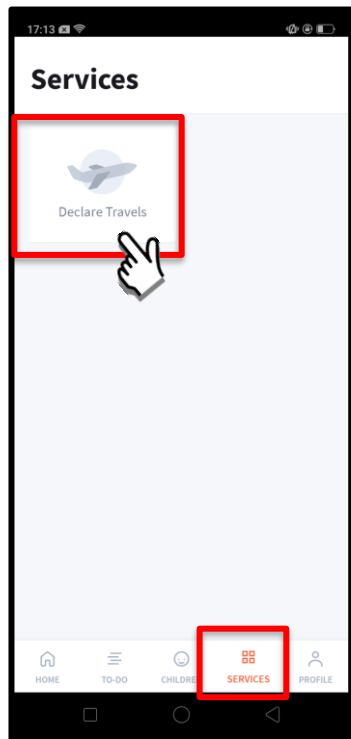 17:13
Services
Declare Travels
HOME TO-DO CHILDRE SERVICES PROFILE